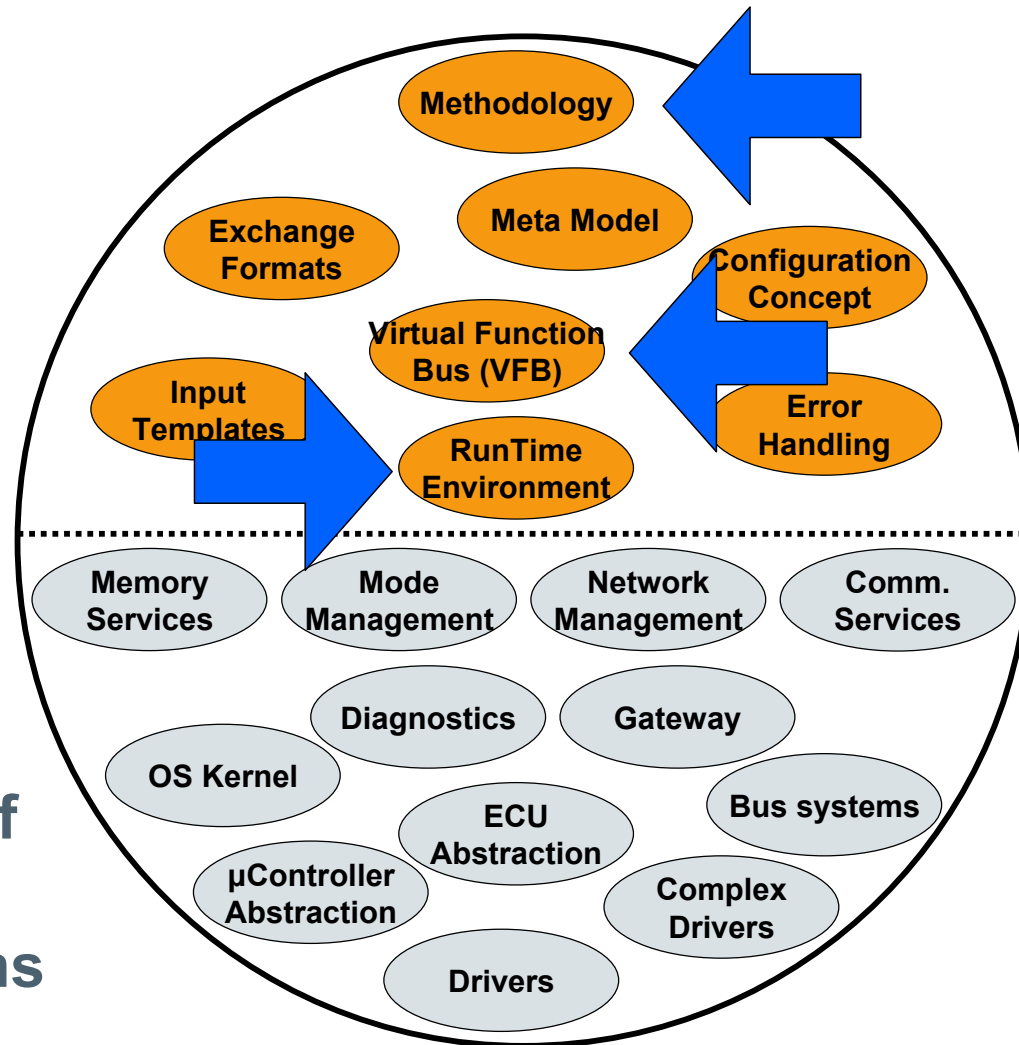 Methodology
Meta Model
Exchange
Formats
Configuration
Concept
Virtual Function
Bus (VFB)
Input
Templates
Error
Handling
RunTime
Environment
Memory
Services
Mode
Management
Network
Management
Comm.
Services
Diagnostics
Gateway
OS Kernel
Bus systems
ECU
Abstraction
µController
Abstraction
Complex
Drivers
Drivers